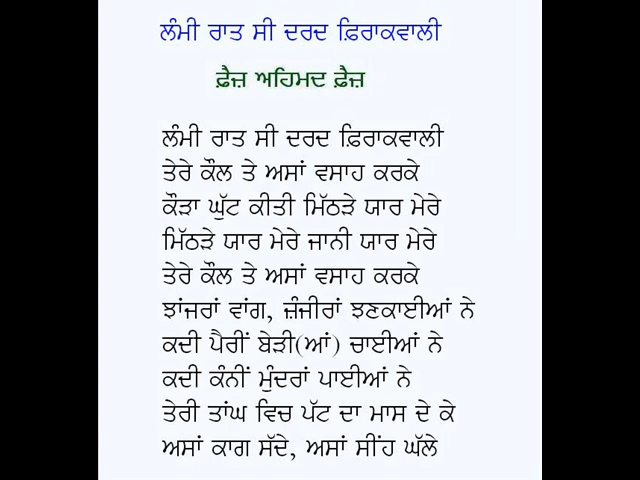 ਲੰਮੀ ਰਾਤ ਸੀ ਦਰਦ ਫ਼ਿਰਾਕਵਾਲੀ
ਫ਼ੈਜ਼ ਅਹਿਮਦ ਫ਼ੈਜ਼
ਲੰਮੀ ਰਾਤ ਸੀ ਦਰਦ ਫ਼ਿਰਾਕਵਾਲੀ
ਤੇਰੇ ਕੌਲ ਤੇ ਅਸਾਂ ਵਸਾਹ ਕਰਕੇ
ਕੌੜਾ ਘੁੱਟ ਕੀਤੀ ਮਿੱਠੜੇ ਯਾਰ ਮੇਰੇ
ਮਿੱਠੜੇ ਯਾਰ ਮੇਰੇ ਜਾਨੀ ਯਾਰ ਮੇਰੇ
ਤੇਰੇ ਕੌਲ ਤੇ ਅਸਾਂ ਵਸਾਹ ਕਰਕੇ
ਝਾਂਜਰਾਂ ਵਾਂਗ, ਜ਼ੰਜੀਰਾਂ ਝਣਕਾਈਆਂ ਨੇ
ਕਦੀ ਪੈਰੀਂ ਬੇੜੀ(ਆਂ) ਚਾਈਆਂ ਨੇ
ਕਦੀ ਕੰਨੀਂ ਮੁੰਦਰਾਂ ਪਾਈਆਂ ਨੇ
ਤੇਰੀ ਤਾਂਘ ਵਿਚ ਪੱਟ ਦਾ ਮਾਸ ਦੇ ਕੇ
ਅਸਾਂ ਕਾਗ ਸੱਦੇ, ਅਸਾਂ ਸੀਂਹ ਘੱਲੇ